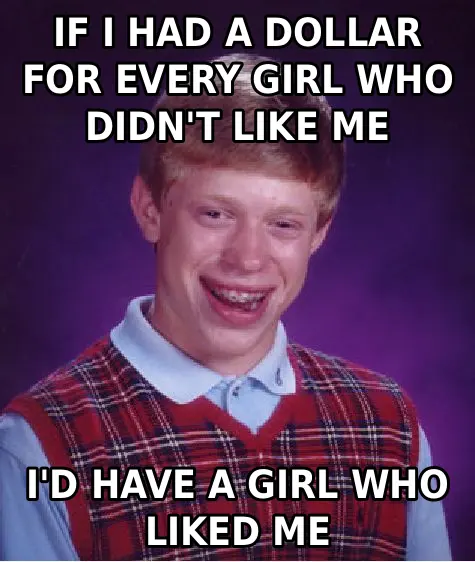 IF I HAD A DOLLAR
FOR EVERY GIRL WHO
DIDN'T LIKE ME
I'D HAVE A GIRL WHO
LIKED ME